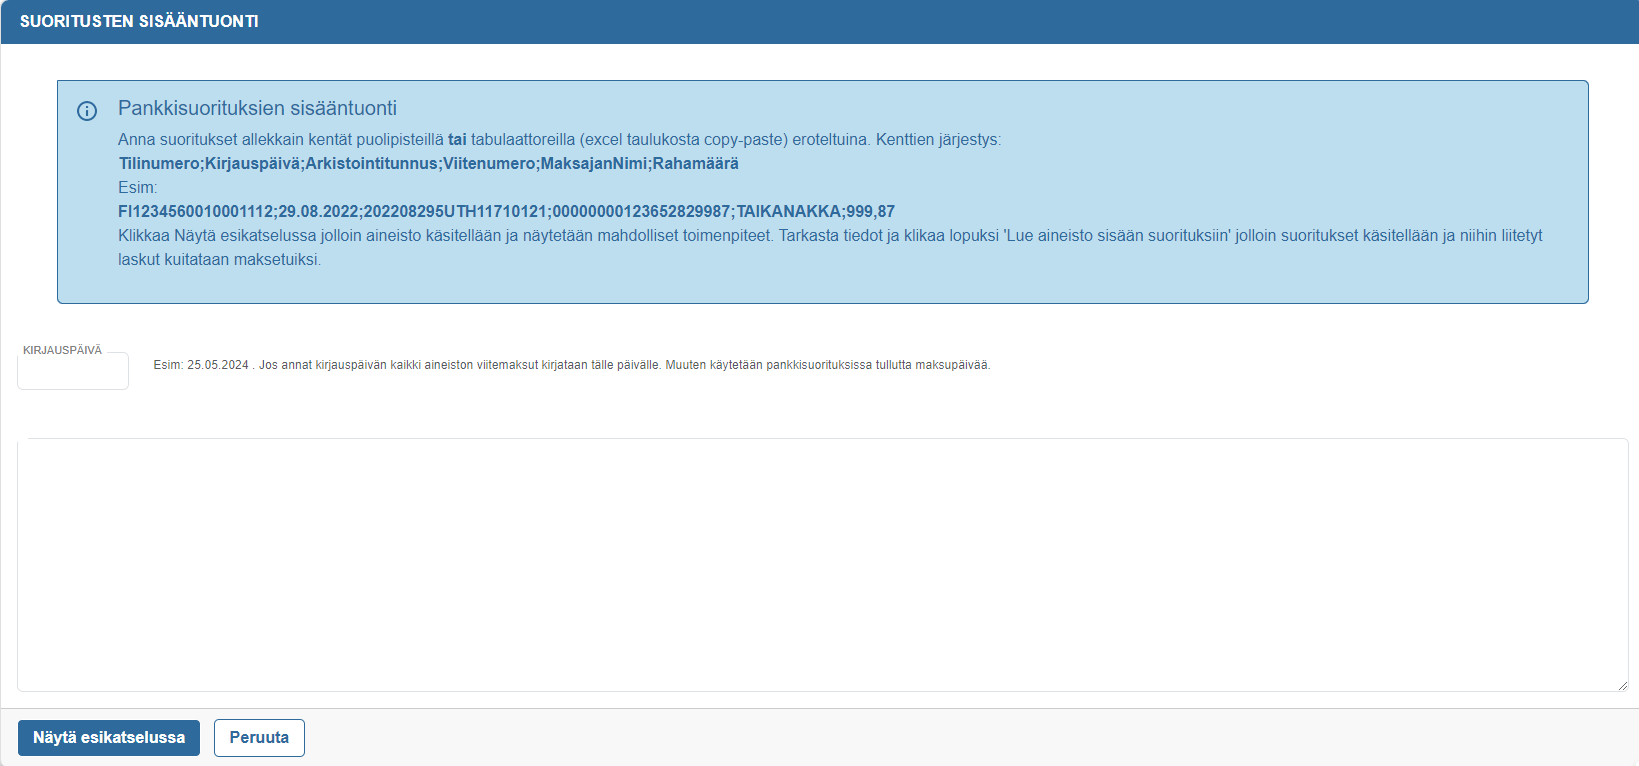 SUORITUSTEN SISÄÄNTUONTI
Pankkisuorituksien sisääntuonti
Anna suoritukset allekkain kentät puolipisteillä tai tabulaattoreilla (excel taulukosta copy-paste) eroteltuina. Kenttien järjestys:
Tilinumero;Kirjauspäivä;Arkistointitunnus;Viitenumero;MaksajanNimi;Rahamäärä
Esim:
FI1234560010001112;29.08.2022;202208295UTH11710121;00000000123652829987;TAIKANAKKA;999,87
Klikkaa Näytä esikatselussa jolloin aineisto käsitellään ja näytetään mahdolliset toimenpiteet. Tarkasta tiedot ja klikaa lopuksi 'Lue aineisto sisään suorituksiin' jolloin suoritukset käsitellään ja niihin liitetyt
laskut kuitataan maksetuiksi.
KIRJAUSPÄIVÄ
Esim: 25.05.2024 . Jos annat kirjauspäivän kaikki aineiston viitemaksut kirjataan tälle päivälle. Muuten käytetään pankkisuorituksissa tullutta maksupäivää.
Näytä esikatselussa
Peruuta